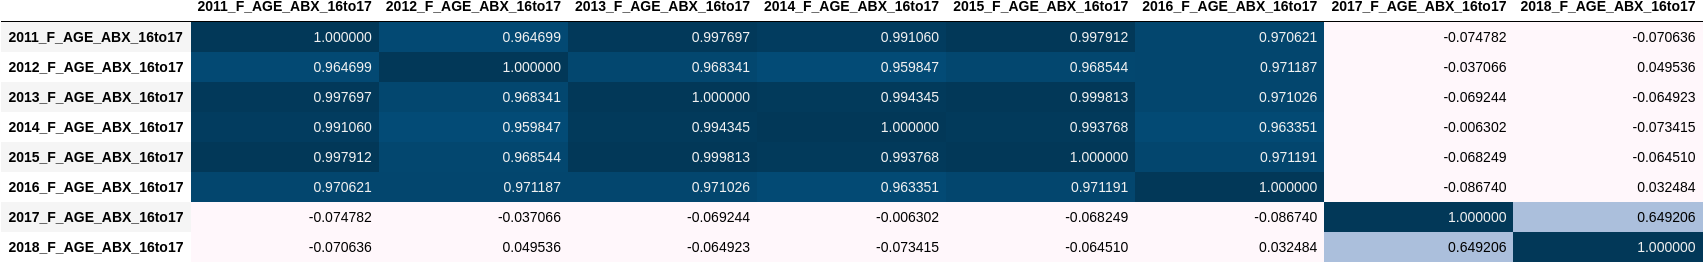 2011_F_AGE_ABX_16to17 2012_F_AGE_ABX_16to17 2013_F_AGE_ABX_16to17 2014_F_AGE_ABX_16to17 2015_F_AGE_ABX_16to17 2016_F_AGE_ABX_16to17 2017_F_AGE_ABX_16to17 2018_F_AGE_ABX_16to17
2011_F_AGE_ABX_16to17 1.000000 0.964699 0.997697 0.991060 0.997912 0.970621 -0.074782 -0.070636
2012_F_AGE_ABX_16to17 0.964699 1.000000 0.968341 0.959847 0.968544 0.971187 -0.037066 0.049536
2013_F_AGE_ABX_16to17 0.997697 0.968341 1.000000 0.994345 0.999813 0.971026 -0.069244 -0.064923
2014_F_AGE_ABX_16to17 0.991060 0.959847 0.994345 1.000000 0.993768 0.963351 -0.006302 -0.073415
2015_F_AGE_ABX_16to17 0.997912 0.968544 0.999813 0.993768 1.000000 0.971191 -0.068249 -0.064510
2016_F_AGE_ABX_16to17 0.970621 0.971187 0.971026 0.963351 0.971191 1.000000 -0.086740 0.032484
2017_F_AGE_ABX_16to17 -0.074782 -0.037066 -0.069244 -0.006302 -0.068249 -0.086740 1.000000 0.649206
2018_F_AGE_ABX_16to17 -0.070636 0.049536 -0.064923 -0.073415 -0.064510 0.032484 0.649206 1.000000